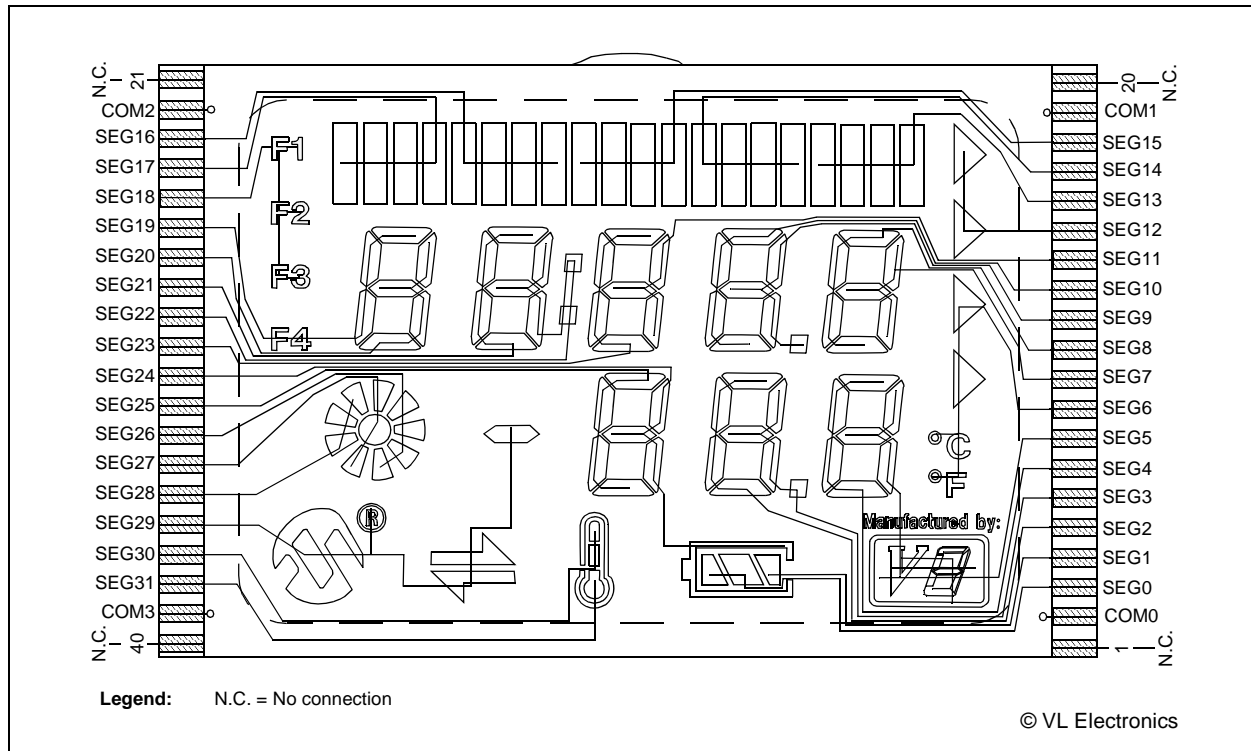 N.C.
21
COM2
SEG16
SEG17
SEG18
SEG19
SEG20
SEG21
SEG22
SEG23
SEG24
SEG25
SEG26
SEG27
SEG28
SEG29
SEG30
SEG31
COM3
N.C.
40
F1
F2
F3
F4
®
°C
°F
Manufactured by:
20
N.C.
COM1
SEG15
SEG14
SEG13
SEG12
SEG11
SEG10
SEG9
SEG8
SEG7
SEG6
SEG5
SEG4
SEG3
SEG2
SEG1
SEG0
COM0
1
N.C.
Legend: N.C. = No connection
© VL Electronics